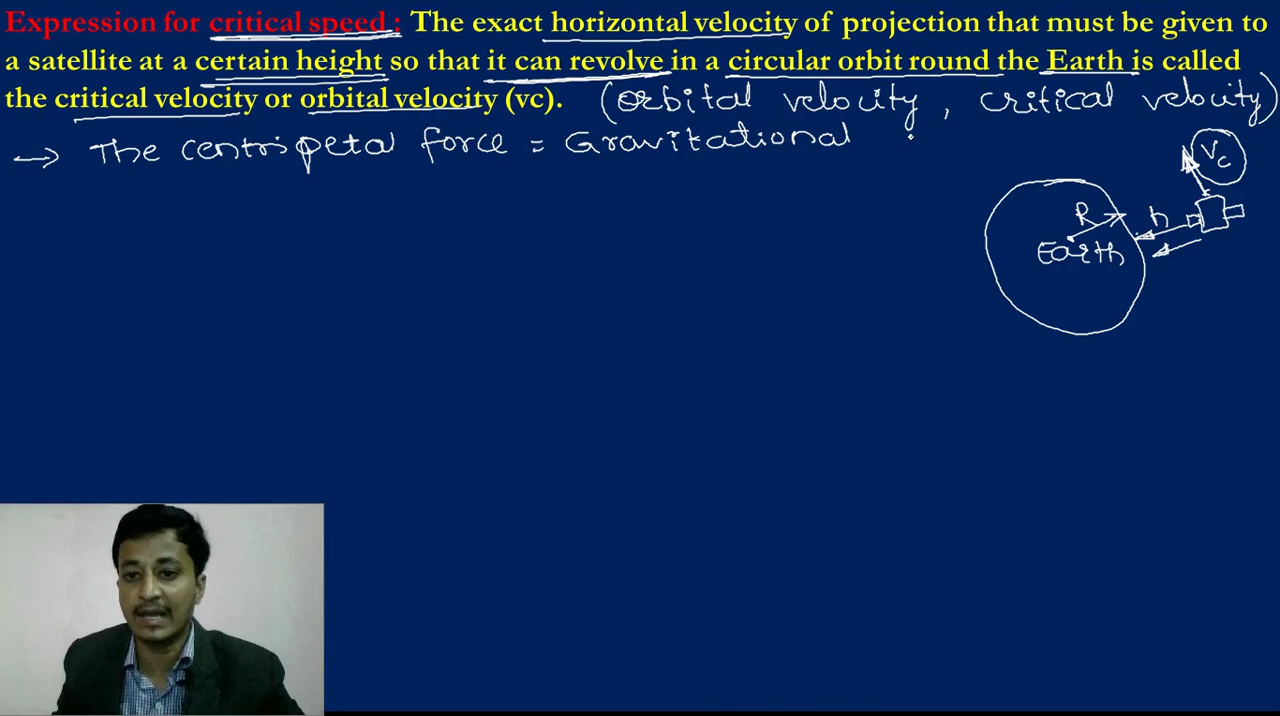 Expression for critical speed : The exact horizontal velocity of projection that must be given to
a satellite at a certain height so that it can revolve in a circular orbit round the Earth is called
the critical velocity or orbital velocity (vc). (Orbital velocity, critical velocity)
→ The centripetal force = Gravitational
Vc
R
h
Earth